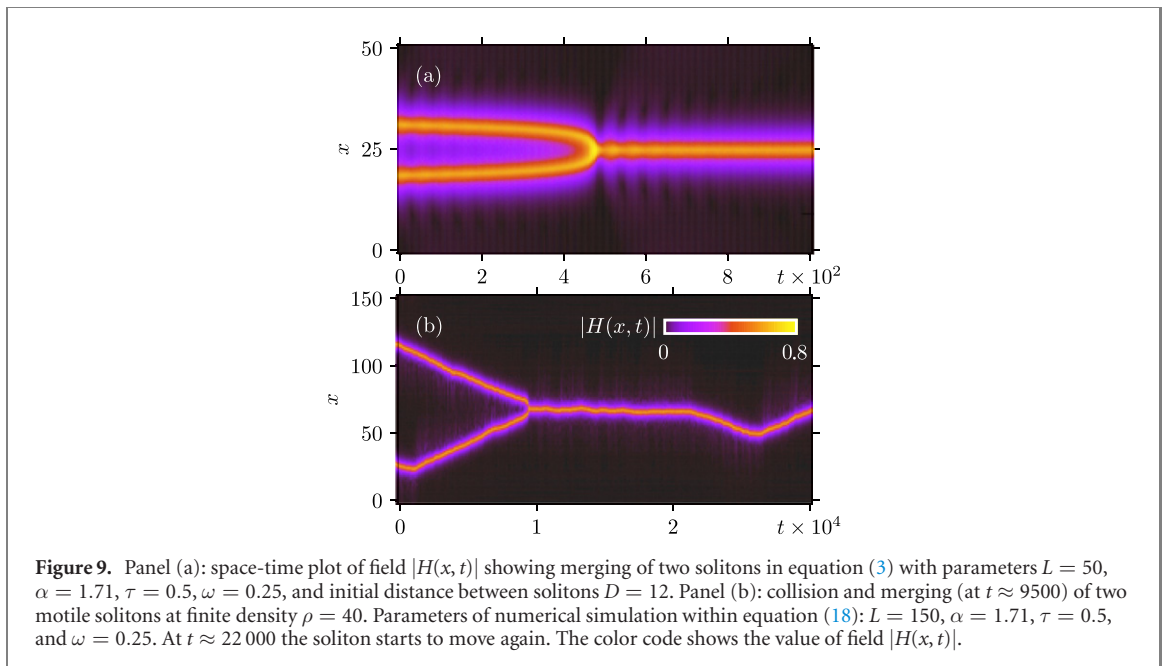 50
(a)
x
25
0
0 2 4 6 8 t × 10²
150
(b) |H(x, t)|
0 0.8
100
x
50
0
0 1 2 t × 10⁴
Figure 9. Panel (a): space-time plot of field |H(x, t)| showing merging of two solitons in equation (3) with parameters L = 50,
α = 1.71, τ = 0.5, ω = 0.25, and initial distance between solitons D = 12. Panel (b): collision and merging (at t ≈ 9500) of two
motile solitons at finite density ρ = 40. Parameters of numerical simulation within equation (18): L = 150, α = 1.71, τ = 0.5,
and ω = 0.25. At t ≈ 22 000 the soliton starts to move again. The color code shows the value of field |H(x, t)|.